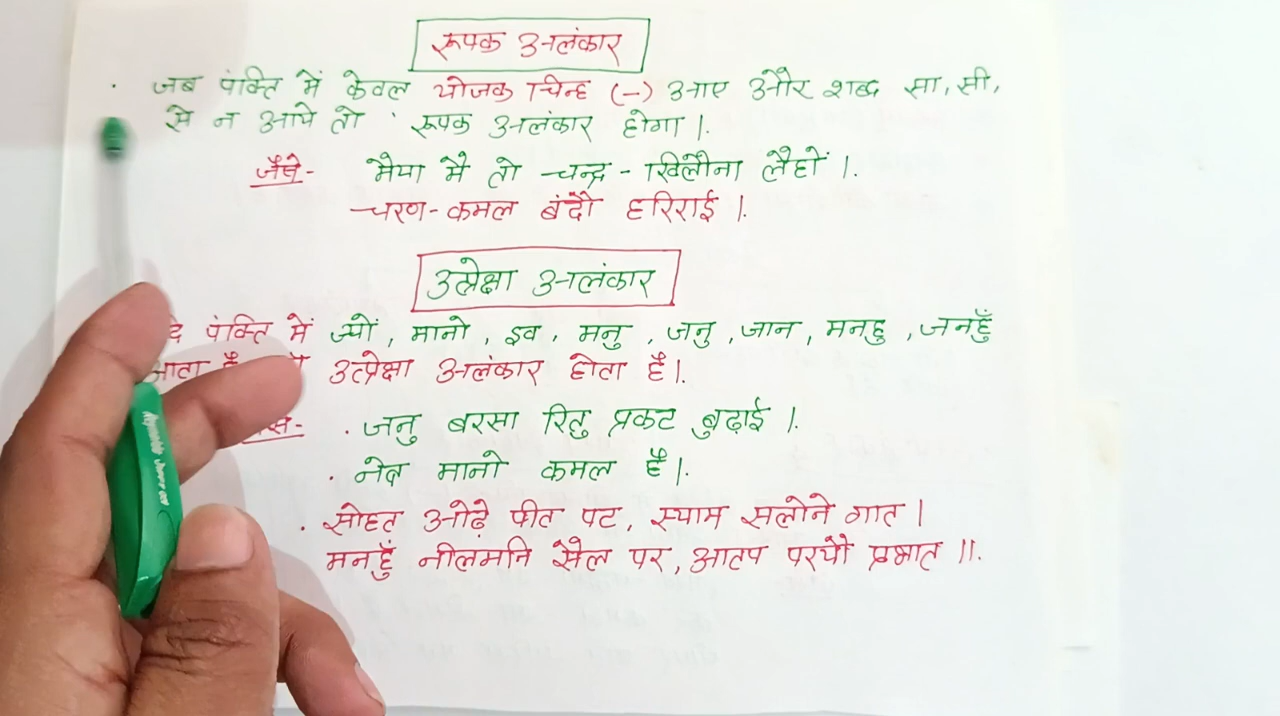 रूपक अलंकार
. जब पंक्ति में केवल योजक चिन्ह (-) आए और शब्द सा, सी,
से न आये तो रूपक अलंकार होगा।
जैसे- मैया मै तो चन्द्र - खिलौना लैहों।
चरण-कमल बंदौ हरिराई।
उत्प्रेक्षा अलंकार
पंक्ति में ज्यों, मानो, इव, मनु, जनु, जान, मनहु, जनहुँ
आता उत्प्रेक्षा अलंकार होता है।
. जनु बरसा रितु प्रकट बुढ़ाई।
. नेत्र मानो कमल हैं।
. सोहत ओढ़े पीत पट, स्याम सलोने गात।
मनहुँ नीलमनि सैल पर, आतप परयौ प्रभात॥